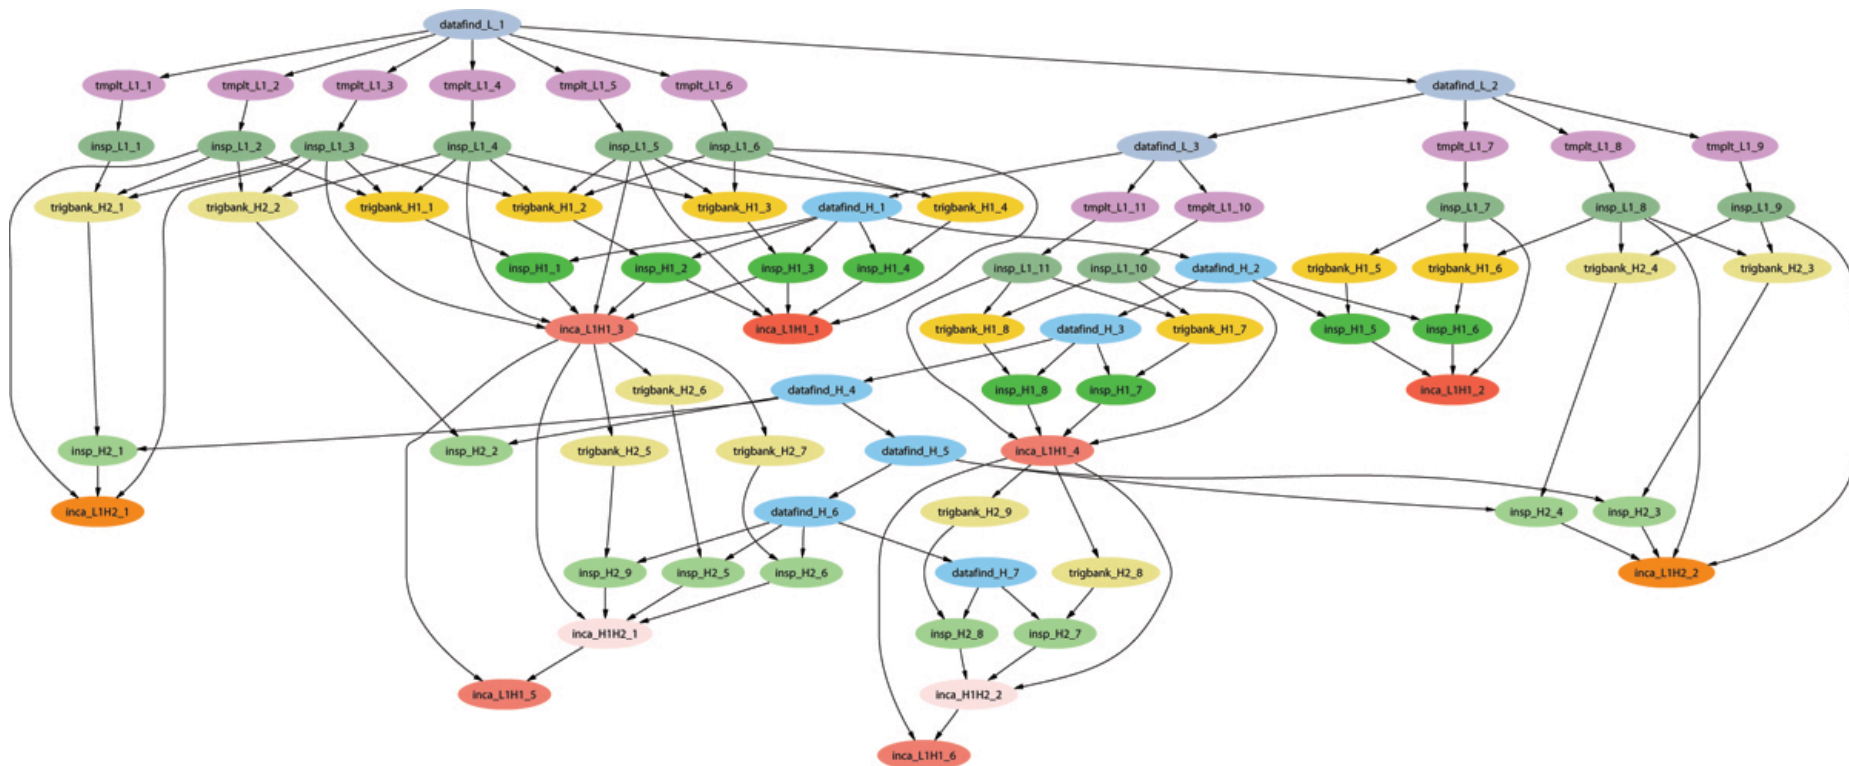 datafind_L_1
tmplt_L1_1 tmplt_L1_2 tmplt_L1_3 tmplt_L1_4 tmplt_L1_5 tmplt_L1_6 datafind_L_2
insp_L1_1 insp_L1_2 insp_L1_3 insp_L1_4 insp_L1_5 insp_L1_6 datafind_L_3 tmplt_L1_7 tmplt_L1_8 tmplt_L1_9
trigbank_H2_1 trigbank_H2_2 trigbank_H1_1 trigbank_H1_2 trigbank_H1_3 datafind_H_1 trigbank_H1_4 tmplt_L1_11 tmplt_L1_10 insp_L1_7 insp_L1_8 insp_L1_9
insp_H1_1 insp_H1_2 insp_H1_3 insp_H1_4 insp_L1_11 insp_L1_10 datafind_H_2 trigbank_H1_5 trigbank_H1_6 trigbank_H2_4 trigbank_H2_3
inca_L1H1_3 inca_L1H1_1 trigbank_H1_8 datafind_H_3 trigbank_H1_7 insp_H1_5 insp_H1_6
trigbank_H2_6 datafind_H_4 insp_H1_8 insp_H1_7 inca_L1H1_2
insp_H2_1 insp_H2_2 trigbank_H2_5 trigbank_H2_7 datafind_H_5 inca_L1H1_4
inca_L1H2_1 datafind_H_6 trigbank_H2_9 insp_H2_4 insp_H2_3
insp_H2_9 insp_H2_5 insp_H2_6 datafind_H_7 trigbank_H2_8 inca_L1H2_2
inca_H1H2_1 insp_H2_8 insp_H2_7
inca_L1H1_5 inca_H1H2_2
inca_L1H1_6